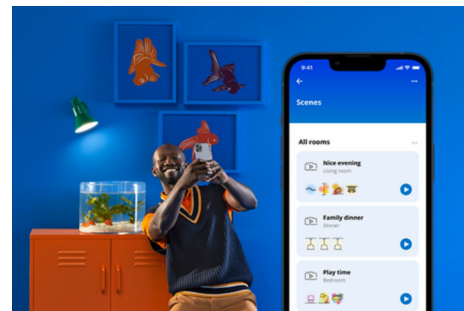 9:41
Scenes
All rooms
Nice evening
Living room
Family dinner
Dinner
Play time
Bedroom